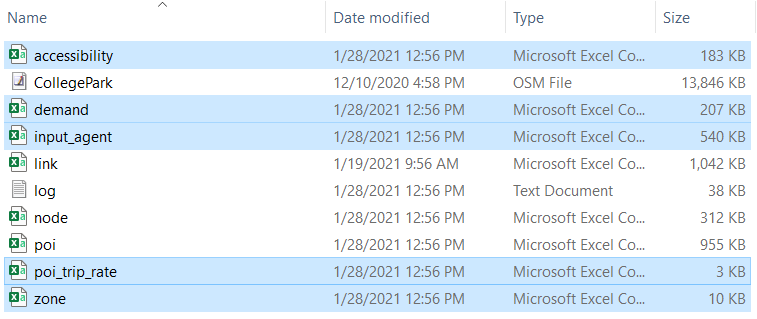 Name Date modified Type Size
accessibility 1/28/2021 12:56 PM Microsoft Excel Co... 183 KB
CollegePark 12/10/2020 4:58 PM OSM File 13,846 KB
demand 1/28/2021 12:56 PM Microsoft Excel Co... 207 KB
input_agent 1/28/2021 12:56 PM Microsoft Excel Co... 540 KB
link 1/19/2021 9:56 AM Microsoft Excel Co... 1,042 KB
log 1/28/2021 12:56 PM Text Document 38 KB
node 1/28/2021 12:56 PM Microsoft Excel Co... 312 KB
poi 1/28/2021 12:56 PM Microsoft Excel Co... 955 KB
poi_trip_rate 1/28/2021 12:56 PM Microsoft Excel Co... 3 KB
zone 1/28/2021 12:56 PM Microsoft Excel Co... 10 KB